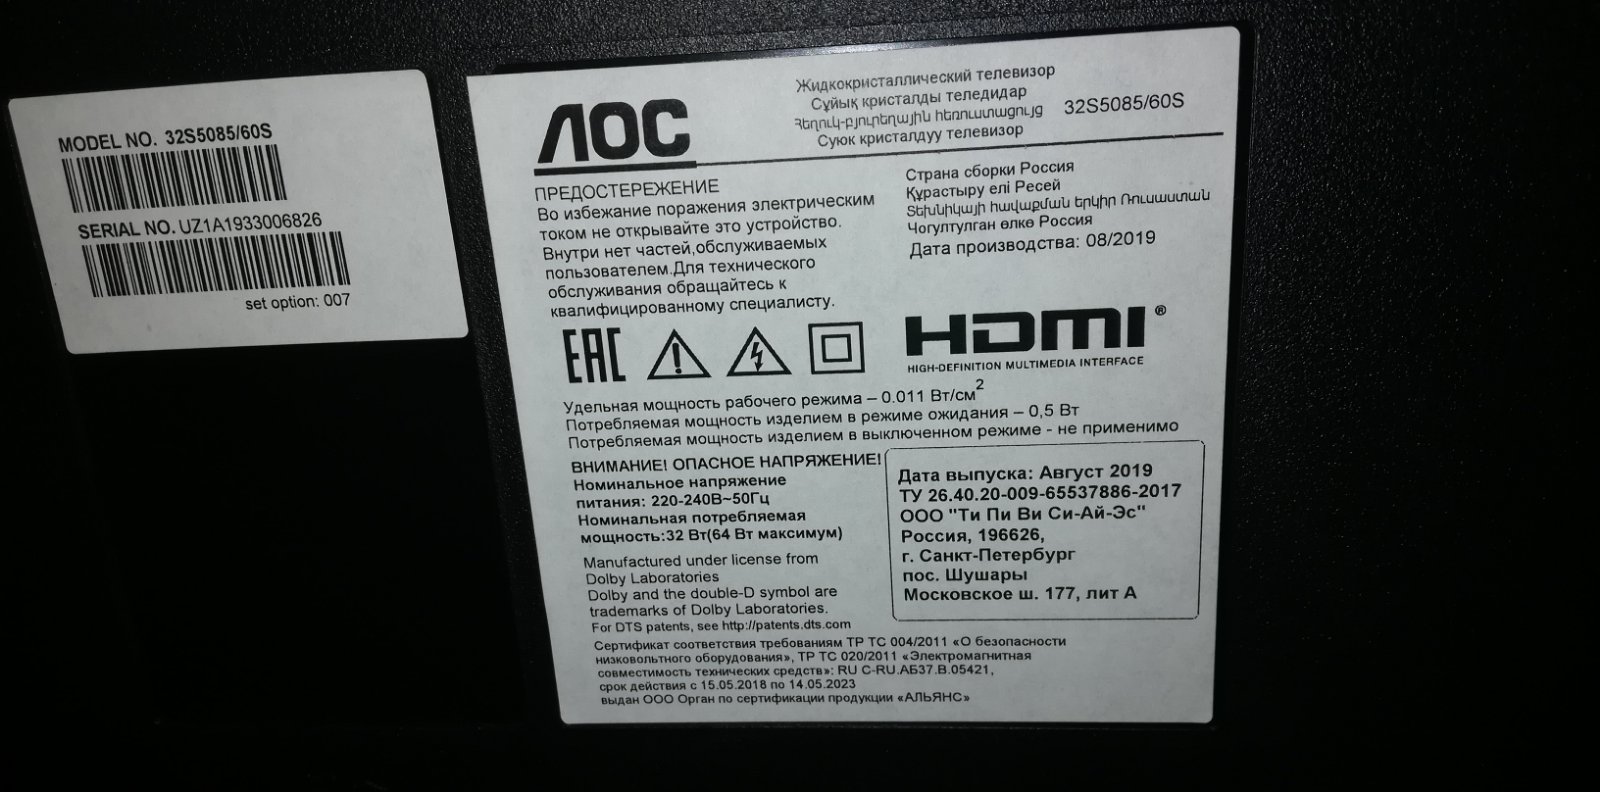 MODEL NO. 32S5085/60S
SERIAL NO. UZ1A1933006826
set option: 007
AOC
Жидкокристаллический телевизор
Сұйық кристалды теледидар
Հեղուկ-բյուրեղային հեռուստացույց
Суюк кристалдуу телевизор
32S5085/60S
ПРЕДОСТЕРЕЖЕНИЕ
Во избежание поражения электрическим
током не открывайте это устройство.
Внутри нет частей,обслуживаемых
пользователем.Для технического
обслуживания обращайтесь к
квалифицированному специалисту.
Страна сборки Россия
Құрастыру елі Ресей
Տեխնիկայի հավաքման երկիր Ռուսաստան
Чогултулган өлкө Россия
Дата производства: 08/2019
EAC
HDMI®
HIGH-DEFINITION MULTIMEDIA INTERFACE
Удельная мощность рабочего режима – 0.011 Вт/см²
Потребляемая мощность изделием в режиме ожидания – 0,5 Вт
Потребляемая мощность изделием в выключенном режиме - не применимо
ВНИМАНИЕ! ОПАСНОЕ НАПРЯЖЕНИЕ!
Номинальное напряжение
питания: 220-240В~50Гц
Номинальная потребляемая
мощность:32 Вт(64 Вт максимум)
Manufactured under license from
Dolby Laboratories
Dolby and the double-D symbol are
trademarks of Dolby Laboratories.
For DTS patents, see http://patents.dts.com
Дата выпуска: Август 2019
ТУ 26.40.20-009-65537886-2017
ООО "Ти Пи Ви Си-Ай-Эс"
Россия, 196626,
г. Санкт-Петербург
пос. Шушары
Московское ш. 177, лит А
Сертификат соответствия требованиям ТР ТС 004/2011 «О безопасности
низковольтного оборудования», ТР ТС 020/2011 «Электромагнитная
совместимость технических средств»: RU C-RU.АБ37.В.05421,
срок действия с 15.05.2018 по 14.05.2023
выдан ООО Орган по сертификации продукции «АЛЬЯНС»